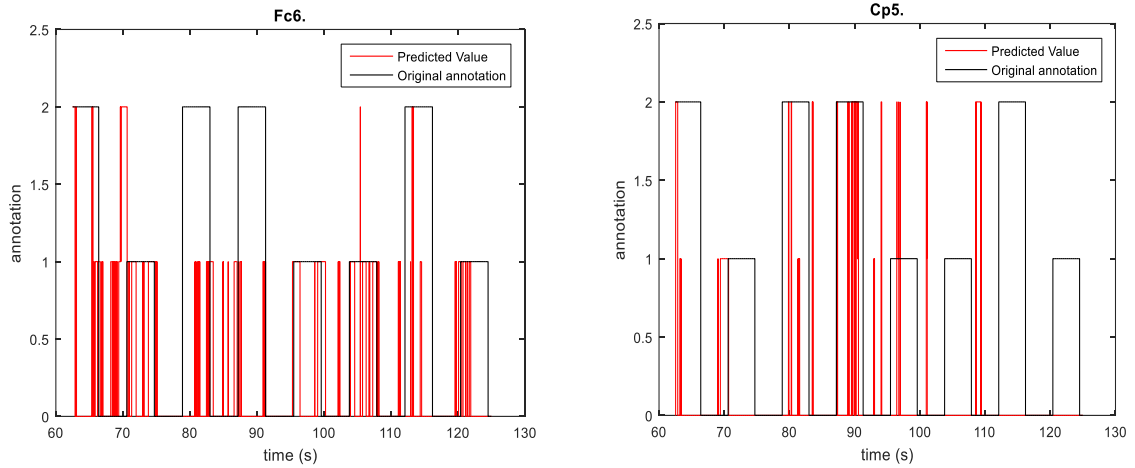 Fc6.
2.5
2
1.5
1
0.5
0
annotation
60 70 80 90 100 110 120 130
time (s)
Predicted Value
Original annotation
Cp5.
2.5
2
1.5
1
0.5
0
annotation
60 70 80 90 100 110 120 130
time (s)
Predicted Value
Original annotation